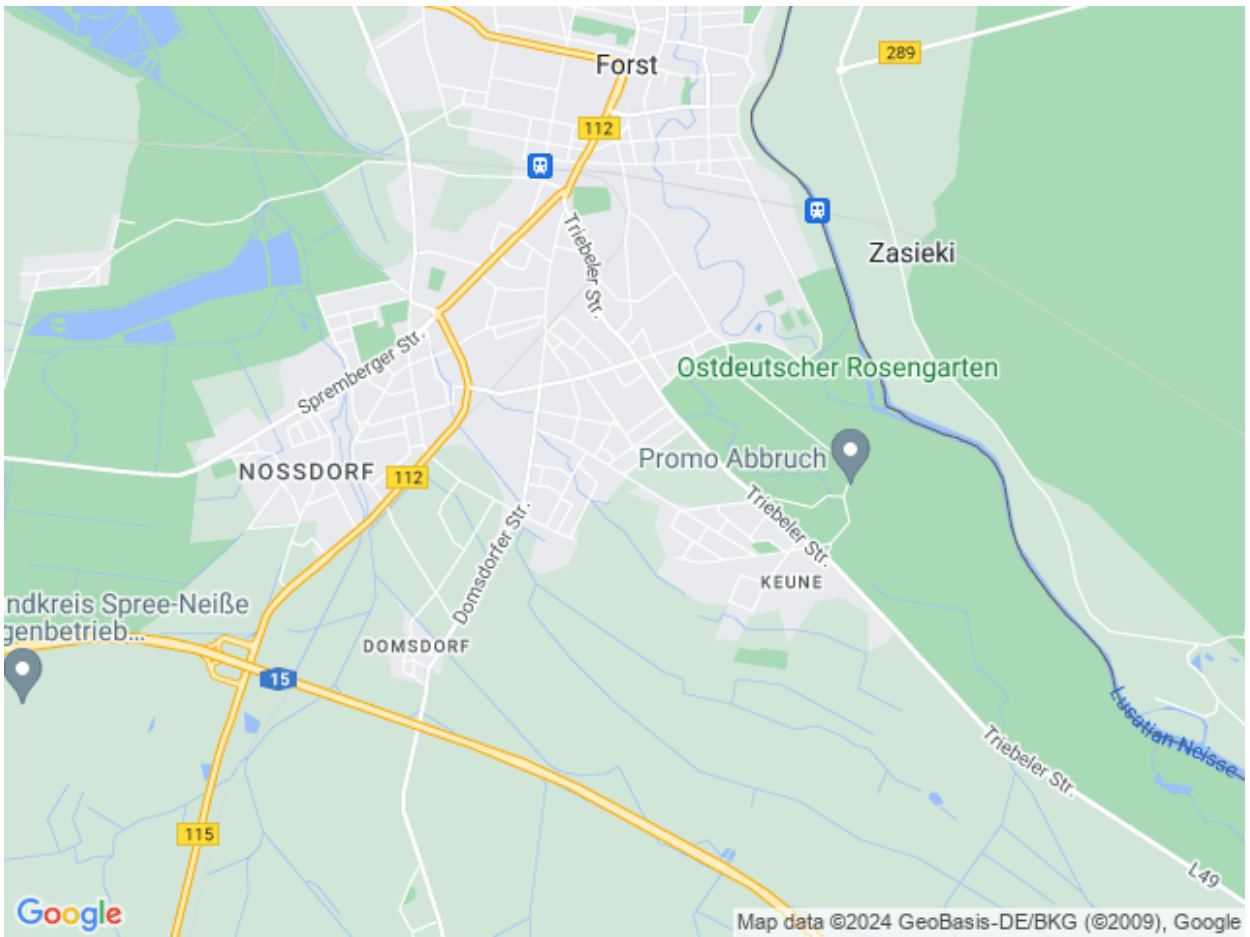 289
Forst
112
Zasieki
Triebeler Str.
Ostdeutscher Rosengarten
Spremberger Str.
Promo Abbruch
NOSSDORF
112
Triebeler Str.
Domsdorfer Str.
KEUNE
ndkreis Spree-Neiße
genbetrieb...
DOMSDORF
15
Lusatian Neisse
Triebeler Str.
115
L49
Google
Map data ©2024 GeoBasis-DE/BKG (©2009), Google